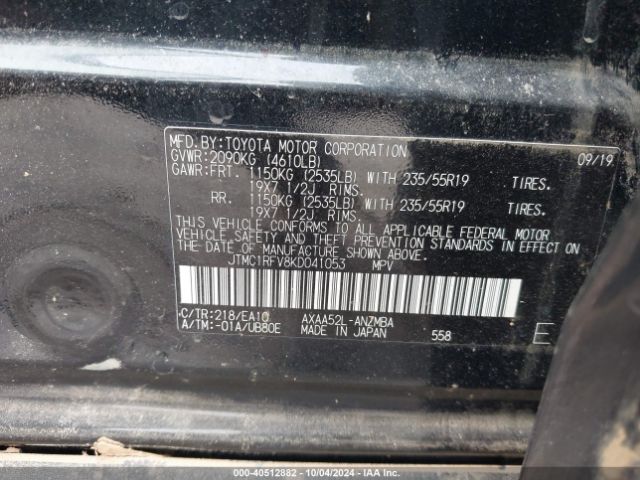 MFD.BY:TOYOTA MOTOR CORPORATION 09/19
GVWR:2090KG (4610LB)
GAWR:FRT. 1150KG (2535LB) WITH 235/55R19 TIRES.
19X7 1/2J RIMS.
RR. 1150KG (2535LB) WITH 235/55R19 TIRES.
19X7 1/2J RIMS.
THIS VEHICLE CONFORMS TO ALL APPLICABLE FEDERAL MOTOR
VEHICLE SAFETY AND THEFT PREVENTION STANDARDS IN EFFECT ON
THE DATE OF MANUFACTURE SHOWN ABOVE.
JTMC1RFV8KD041053 MPV
C/TR:218/EA10 AXAA52L-ANZMBA
A/TM:-01A/UB80E MADE IN JAPAN 558 E
000-40512882 - 10/04/2024 - IAA Inc.